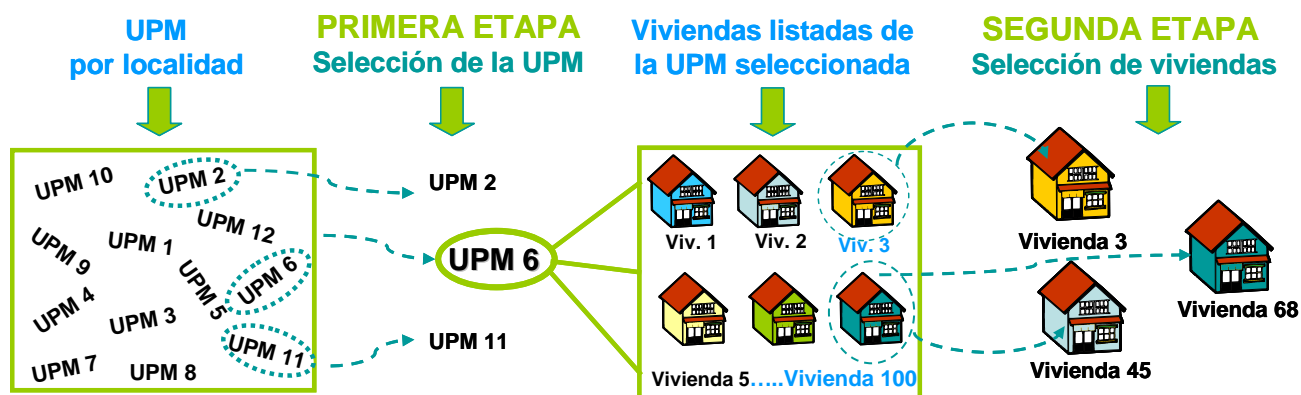 UPM
por localidad
PRIMERA ETAPA
Selección de la UPM
Viviendas listadas de
la UPM seleccionada
SEGUNDA ETAPA
Selección de viviendas
UPM 10
UPM 2
UPM 12
UPM 9
UPM 1
UPM 5
UPM 6
UPM 4
UPM 3
UPM 11
UPM 7
UPM 8
UPM 2
UPM 6
UPM 11
Viv. 1
Viv. 2
Viv. 3
Vivienda 5.....Vivienda 100
Vivienda 3
Vivienda 68
Vivienda 45